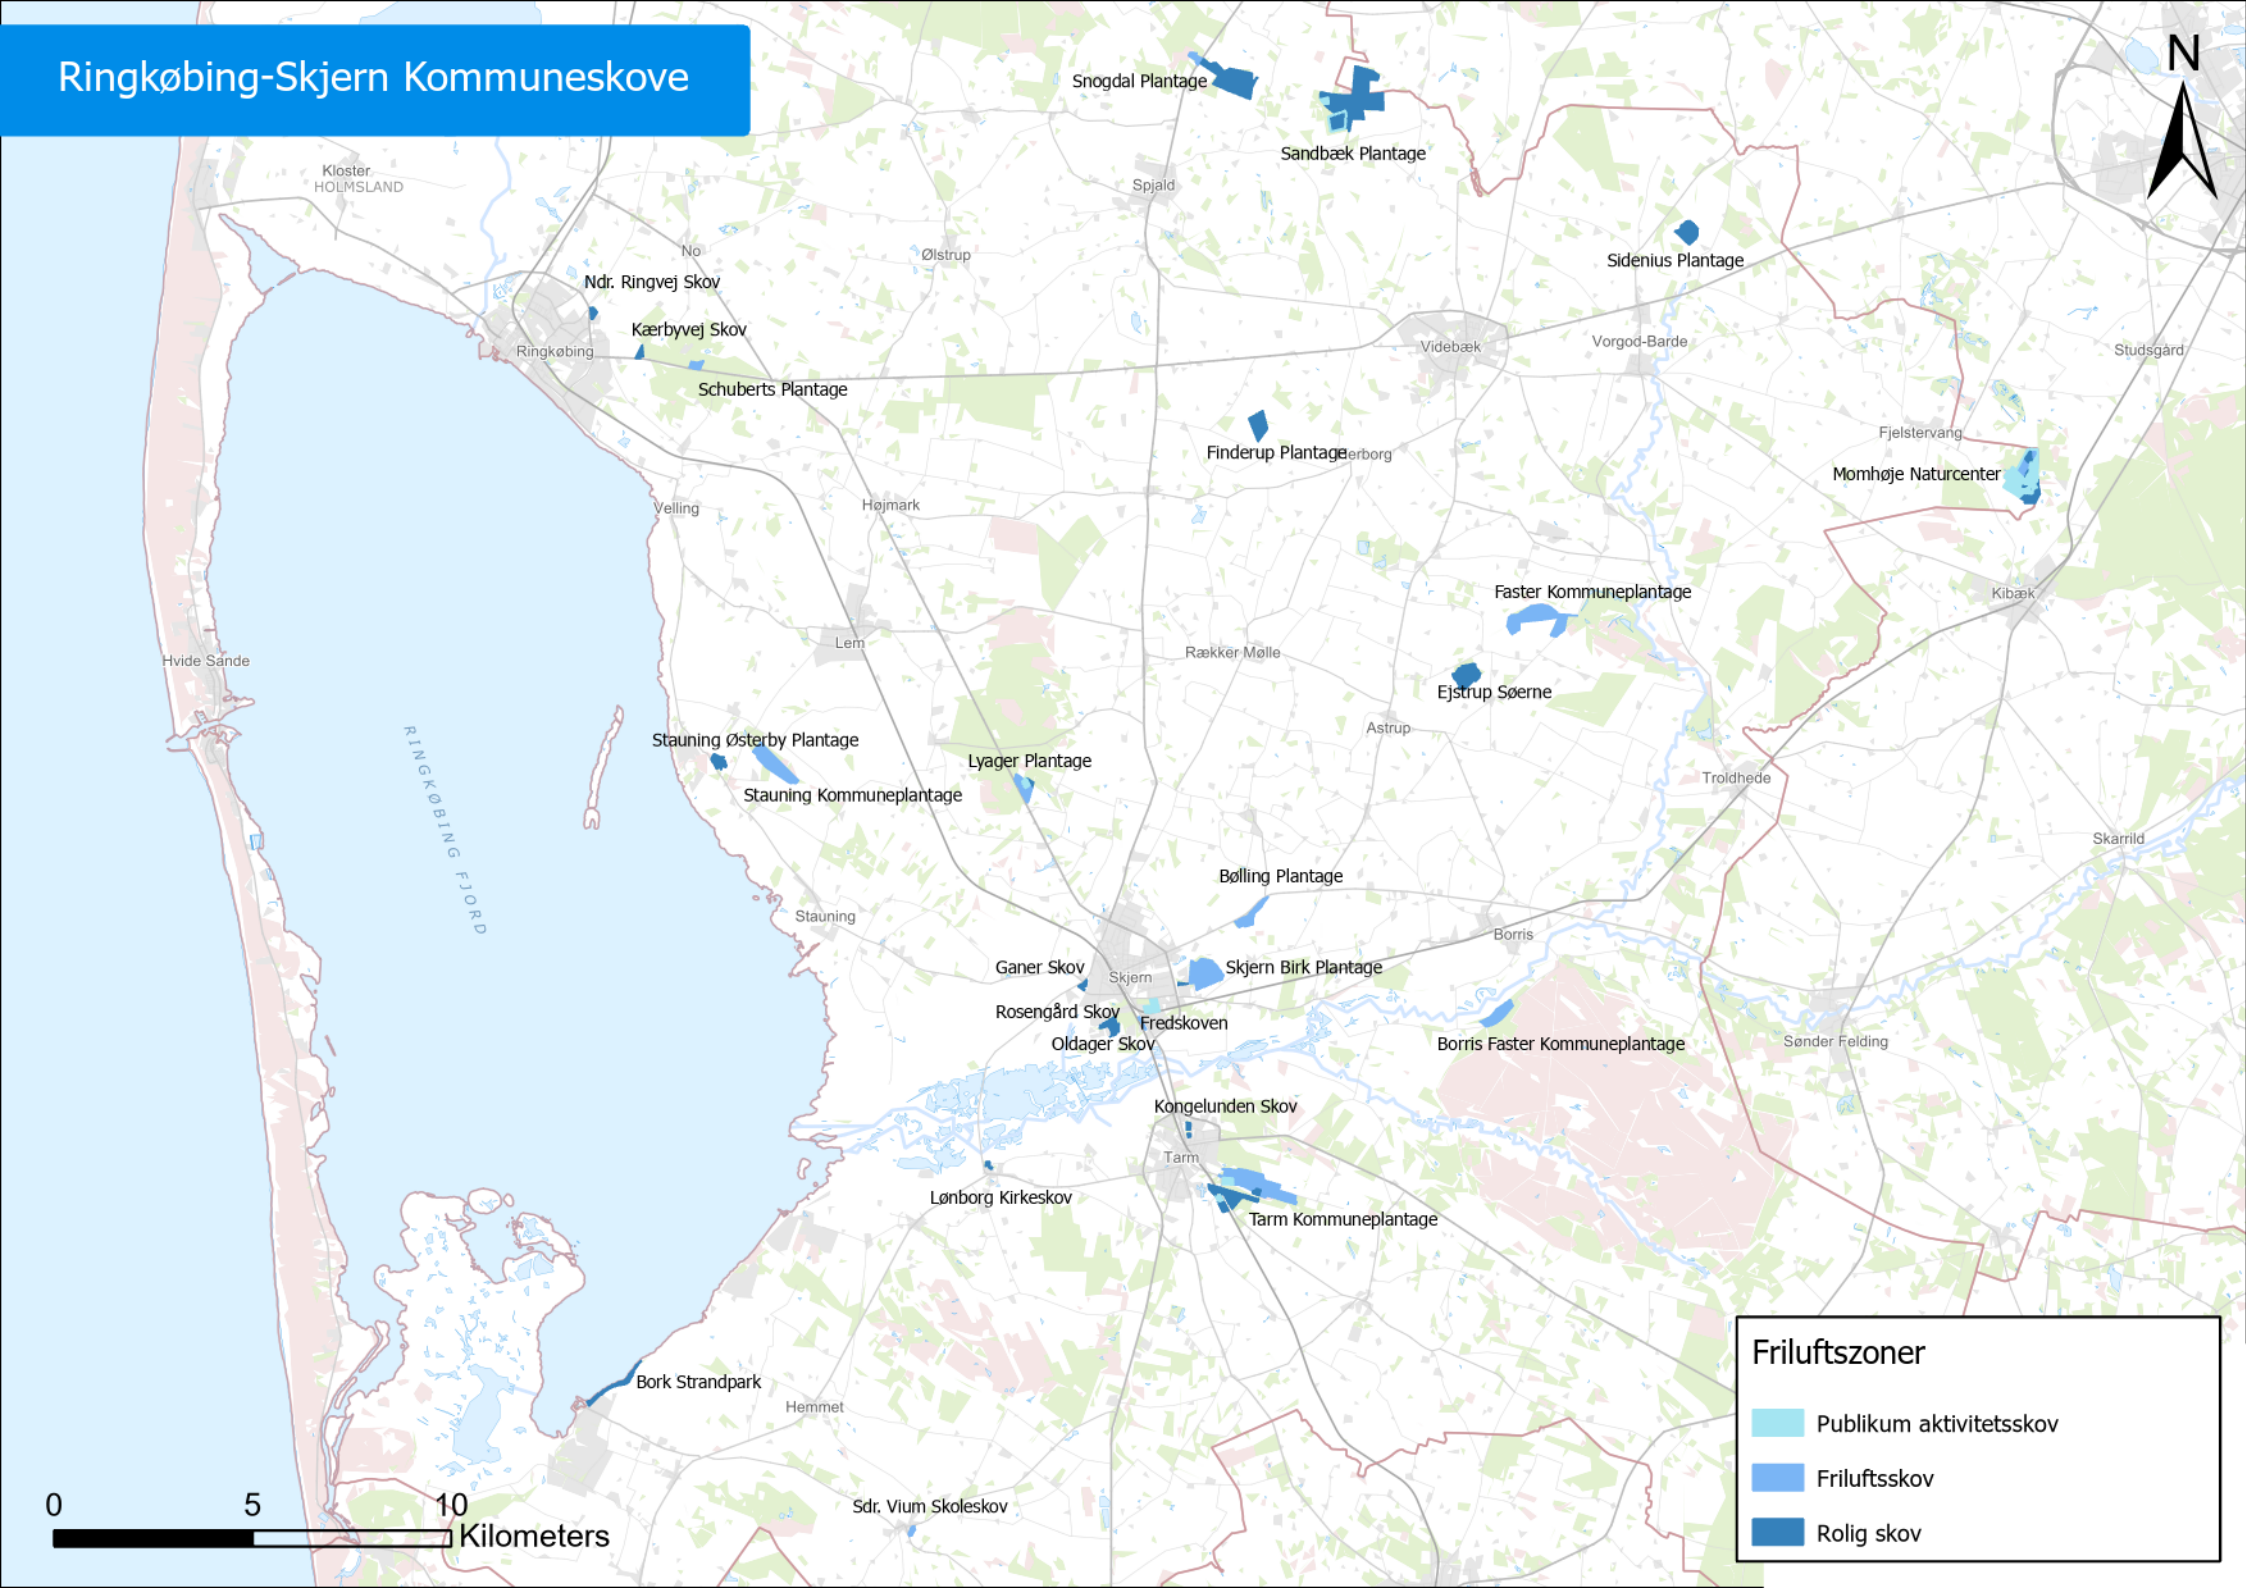 Ringkøbing-Skjern Kommuneskove
N
Snogdal Plantage
Sandbæk Plantage
Kloster
HOLMSLAND
Spjald
No
Ølstrup
Sidenius Plantage
Ndr. Ringvej Skov
Kærbyvej Skov
Ringkøbing
Videbæk
Vorgod-Barde
Studsgård
Schuberts Plantage
Fjelstervang
Finderup Plantage
erborg
Momhøje Naturcenter
Højmark
Velling
Faster Kommuneplantage
Kibæk
Lem
Rækker Mølle
Hvide Sande
Ejstrup Søerne
Astrup
Stauning Østerby Plantage
Lyager Plantage
Troldhede
Stauning Kommuneplantage
RINGKØBING FJORD
Skarrild
Bølling Plantage
Stauning
Borris
Ganer Skov
Skjern
Skjern Birk Plantage
Rosengård Skov
Fredskoven
Oldager Skov
Borris Faster Kommuneplantage
Sønder Felding
Kongelunden Skov
Tarm
Lønborg Kirkeskov
Tarm Kommuneplantage
Bork Strandpark
Hemmet
Sdr. Vium Skoleskov
0 5 10
Kilometers
Friluftszoner
Publikum aktivitetsskov
Friluftsskov
Rolig skov